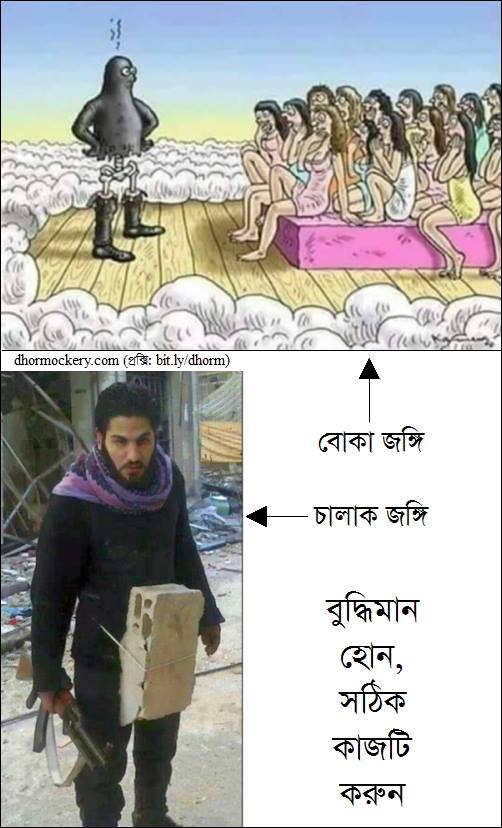 dhormockery.com (প্রক্সি: bit.ly/dhorm)
বোকা জঙ্গি
চালাক জঙ্গি
বুদ্ধিমান
হোন,
সঠিক
কাজটি
করুন